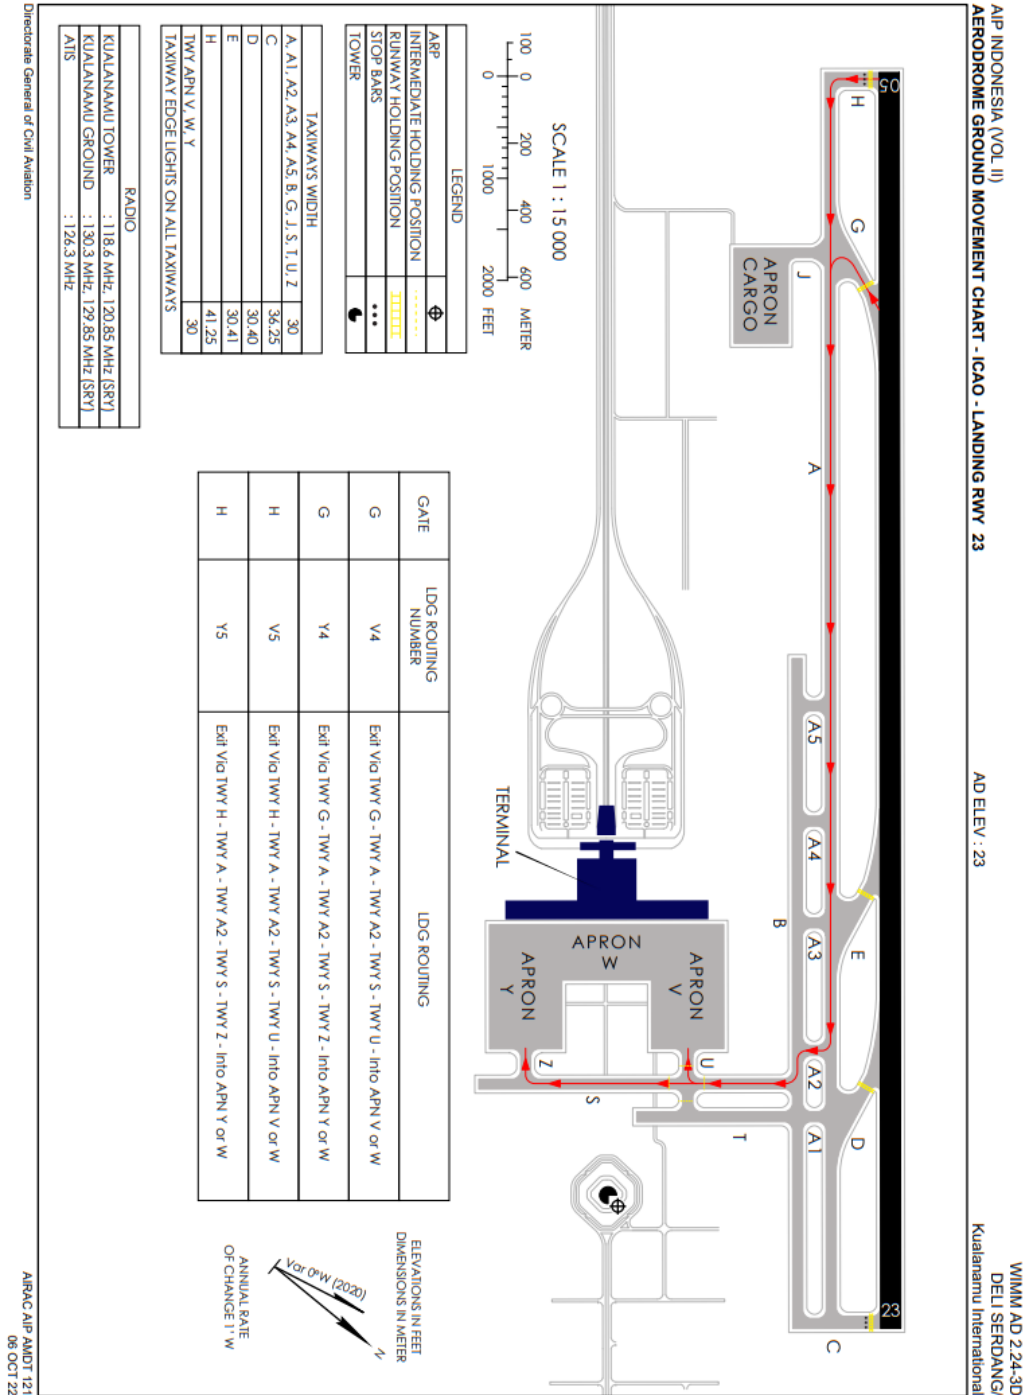 AIP INDONESIA (VOL II)
WIMM AD 2.24-3D
DELI SERDANG/
AERODROME GROUND MOVEMENT CHART - ICAO - LANDING RWY 23
AD ELEV : 23
Kualanamu International
05
23
H
G
E
D
C
J
A
A5
A4
A3
A2
A1
B
APRON
CARGO
SCALE 1 : 15 000
100 0 200 400 600 METER
0 1000 2000 FEET
U
T
S
Z
APRON
V
APRON
W
APRON
Y
TERMINAL
LEGEND
ARP
INTERMEDIATE HOLDING POSITION
RUNWAY HOLDING POSITION
STOP BARS
TOWER
TAXIWAYS WIDTH
A, A1, A2, A3, A4, A5, B, G, J, S, T, U, Z 30
C 36.25
D 30.40
E 30.41
H 41.25
TWY APN V, W, Y 30
TAXIWAY EDGE LIGHTS ON ALL TAXIWAYS
RADIO
KUALANAMU TOWER : 118.6 MHz, 120.85 MHz (SRY)
KUALANAMU GROUND : 130.3 MHz, 129.85 MHz (SRY)
ATIS : 126.3 MHz
GATE LDG ROUTING NUMBER LDG ROUTING
G V4 Exit Via TWY G - TWY A - TWY A2 - TWY S - TWY U - Into APN V or W
G Y4 Exit Via TWY G - TWY A - TWY A2 - TWY S - TWY Z - Into APN Y or W
H V5 Exit Via TWY H - TWY A - TWY A2 - TWY S - TWY U - Into APN V or W
H Y5 Exit Via TWY H - TWY A - TWY A2 - TWY S - TWY Z - Into APN Y or W
ELEVATIONS IN FEET
DIMENSIONS IN METER
N
Var 0°W (2020)
ANNUAL RATE
OF CHANGE 1' W
Directorate General of Civil Aviation
AIRAC AIP AMDT 121
06 OCT 22